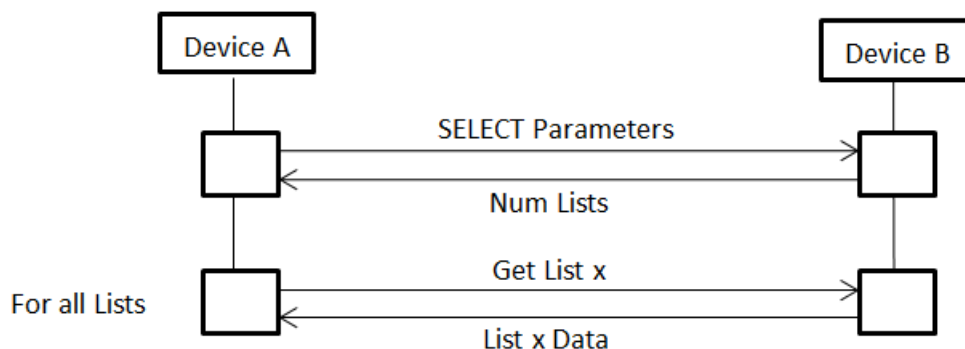 Device A
Device B
SELECT Parameters
Num Lists
Get List x
For all Lists
List x Data